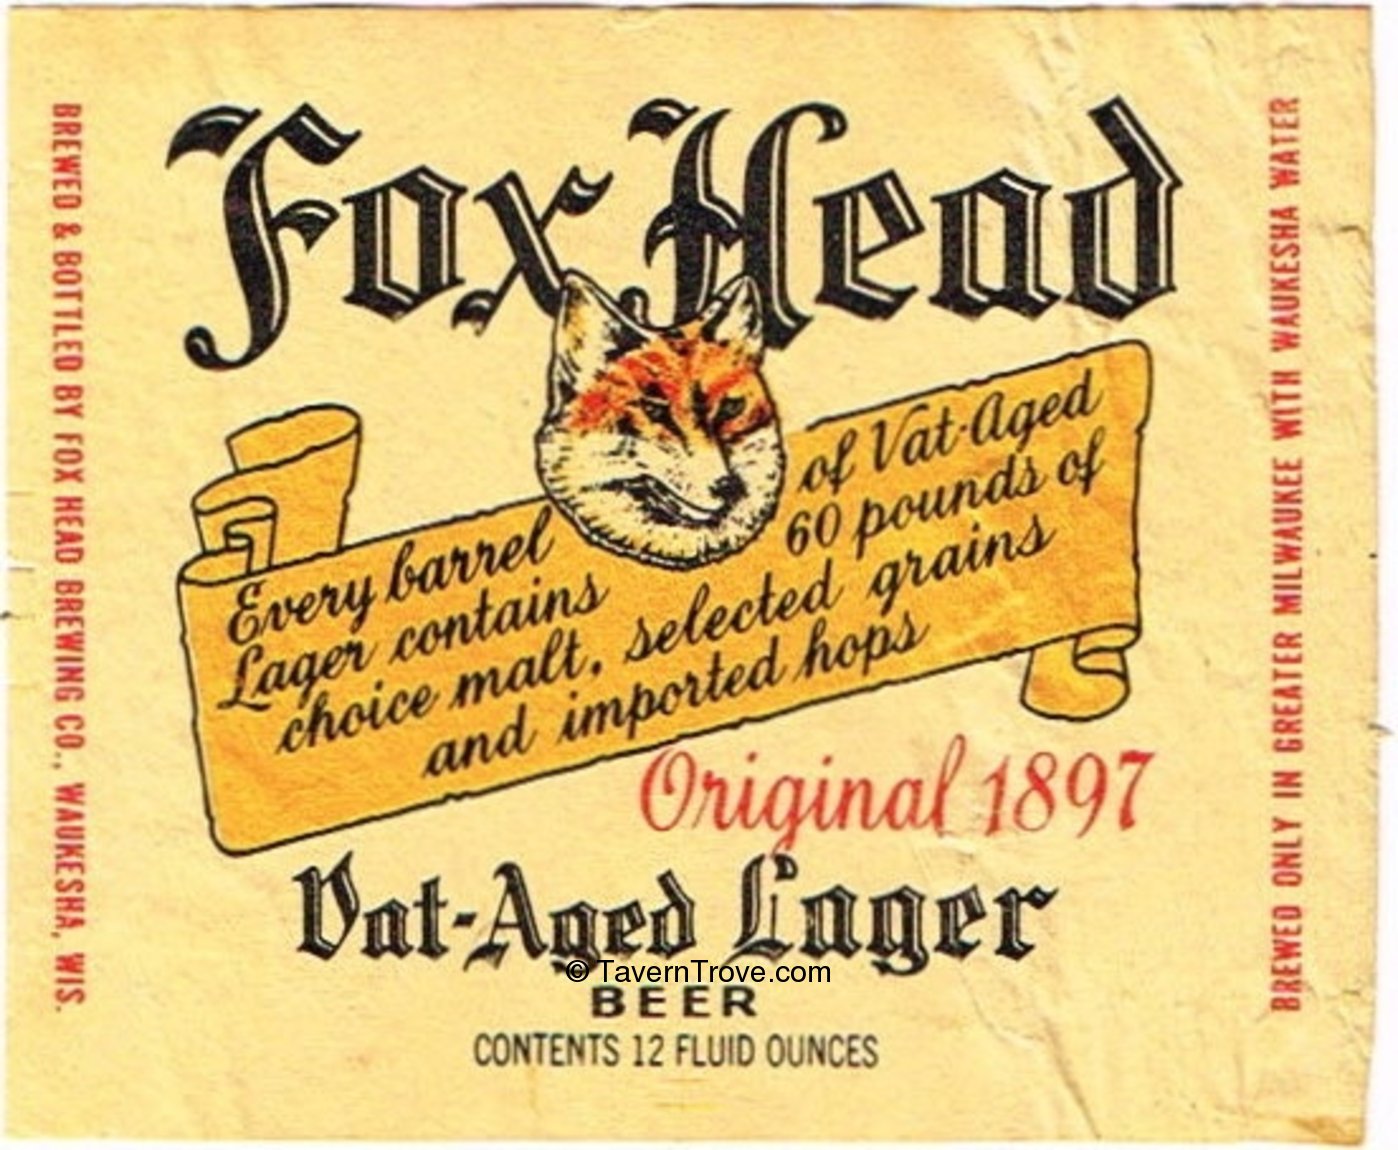 Fox Head
BREWED & BOTTLED BY FOX HEAD BREWING CO., WAUKESHA, WIS.
BREWED ONLY IN GREATER MILWAUKEE WITH WAUKESHA WATER
Every barrel of Vat-Aged
Lager contains 60 pounds of
choice malt, selected grains
and imported hops
Original 1897
Vat-Aged Lager
© TavernTrove.com
BEER
CONTENTS 12 FLUID OUNCES